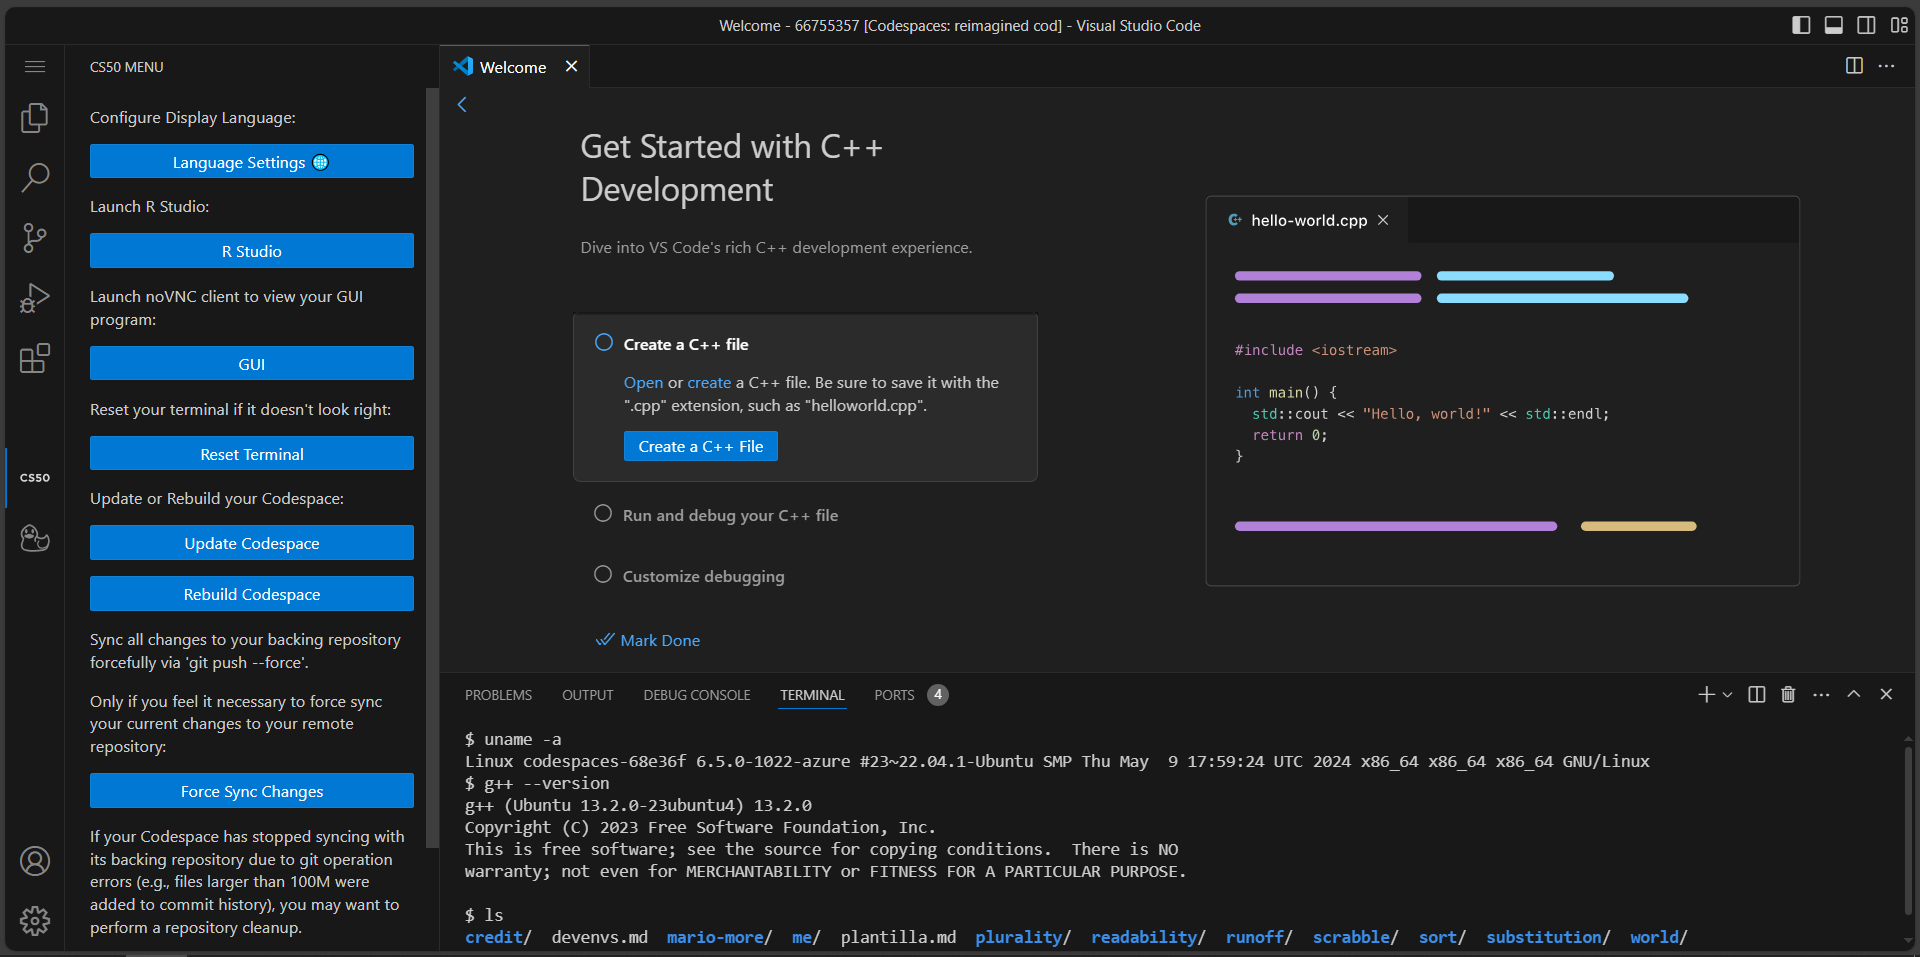 Welcome - 66755357 [Codespaces: reimagined cod] - Visual Studio Code
CS50 MENU
Configure Display Language:
Language Settings 🌐
Launch R Studio:
R Studio
Launch noVNC client to view your GUI
program:
GUI
Reset your terminal if it doesn't look right:
Reset Terminal
CS50
Update or Rebuild your Codespace:
Update Codespace
Rebuild Codespace
Sync all changes to your backing repository
forcefully via 'git push --force'.
Only if you feel it necessary to force sync
your current changes to your remote
repository:
Force Sync Changes
If your Codespace has stopped syncing with
its backing repository due to git operation
errors (e.g., files larger than 100M were
added to commit history), you may want to
perform a repository cleanup.
Welcome
Get Started with C++
Development
Dive into VS Code's rich C++ development experience.
Create a C++ file
Open or create a C++ file. Be sure to save it with the
".cpp" extension, such as "helloworld.cpp".
Create a C++ File
Run and debug your C++ file
Customize debugging
Mark Done
hello-world.cpp
#include <iostream>
int main() {
std::cout << "Hello, world!" << std::endl;
return 0;
}
PROBLEMS OUTPUT DEBUG CONSOLE TERMINAL PORTS 4
$ uname -a
Linux codespaces-68e36f 6.5.0-1022-azure #23~22.04.1-Ubuntu SMP Thu May  9 17:59:24 UTC 2024 x86_64 x86_64 x86_64 GNU/Linux
$ g++ --version
g++ (Ubuntu 13.2.0-23ubuntu4) 13.2.0
Copyright (C) 2023 Free Software Foundation, Inc.
This is free software; see the source for copying conditions.  There is NO
warranty; not even for MERCHANTABILITY or FITNESS FOR A PARTICULAR PURPOSE.
$ ls
credit/  devenvs.md  mario-more/  me/  plantilla.md  plurality/  readability/  runoff/  scrabble/  sort/  substitution/  world/